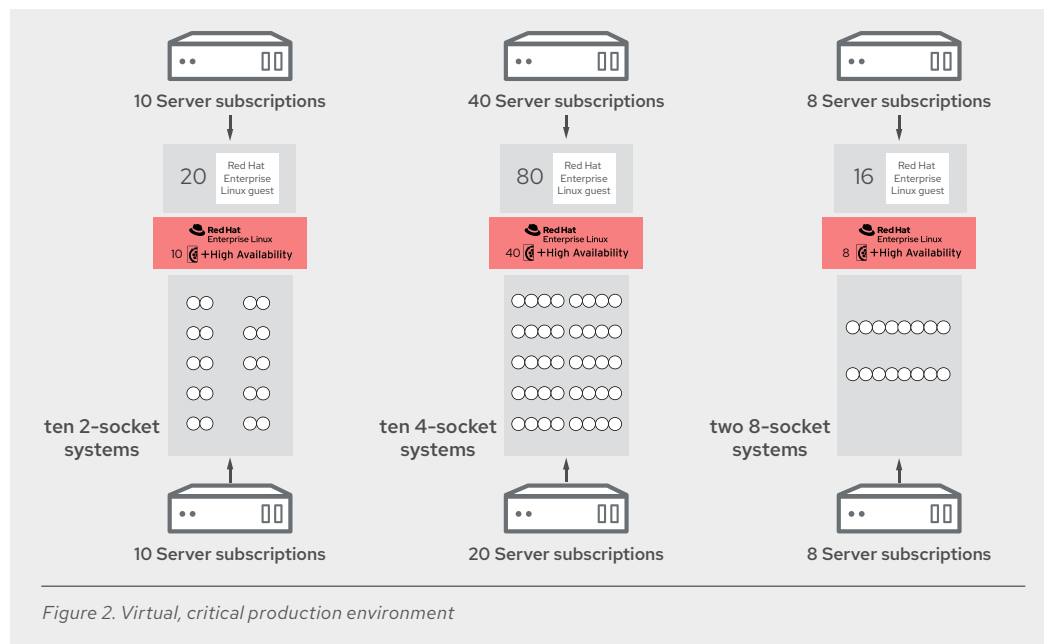 10 Server subscriptions
20
Red Hat
Enterprise
Linux guest
Red Hat
Enterprise Linux
10 +High Availability
ten 2-socket
systems
10 Server subscriptions
40 Server subscriptions
80
Red Hat
Enterprise
Linux guest
Red Hat
Enterprise Linux
40 +High Availability
ten 4-socket
systems
20 Server subscriptions
8 Server subscriptions
16
Red Hat
Enterprise
Linux guest
Red Hat
Enterprise Linux
8 +High Availability
two 8-socket
systems
8 Server subscriptions
Figure 2. Virtual, critical production environment